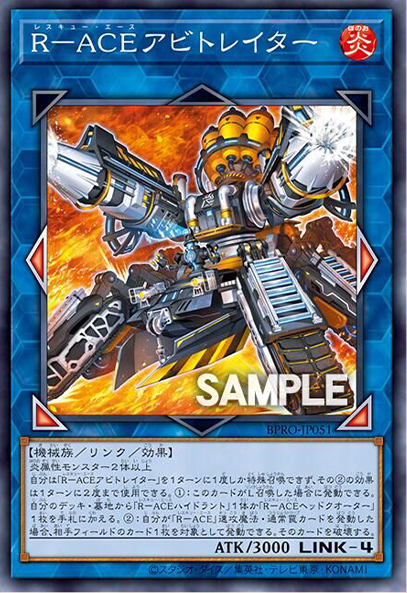 レスキュー・エース
R－ACEアビトレイター
ほのお
炎
SAMPLE
BPRO-JP051
【機械族／リンク／効果】
炎属性モンスター2体以上
自分は「R－ACEアビトレイター」を1ターンに1度しか特殊召喚できず、その②の効果
は1ターンに2度まで使用できる。①：このカードがL召喚した場合に発動できる。
自分のデッキ・墓地から「R－ACEハイドラント」1体か「R－ACEヘッドクオーター」
1枚を手札に加える。②：自分が「R－ACE」速攻魔法・通常罠カードを発動した
場合、相手フィールドのカード1枚を対象として発動できる。そのカードを破壊する。
ATK/3000 LINK-4
©スタジオ・ダイス／集英社・テレビ東京・KONAMI